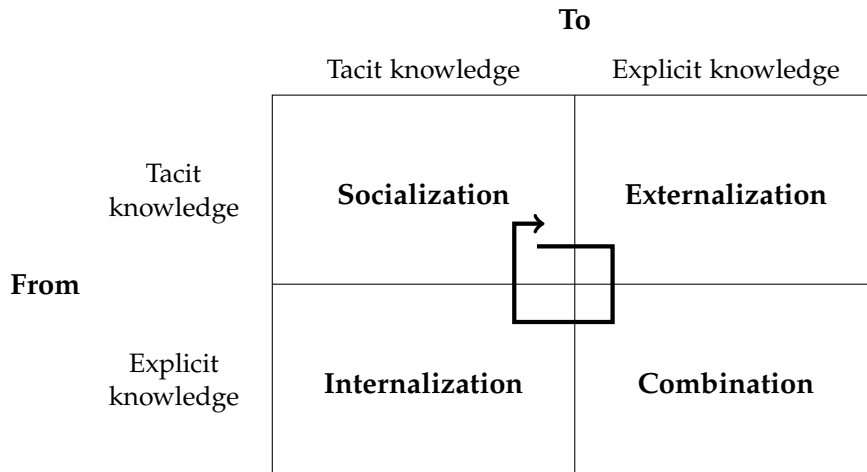 To
Tacit knowledge Explicit knowledge
Tacit
knowledge
Socialization Externalization
From
Explicit
knowledge
Internalization Combination